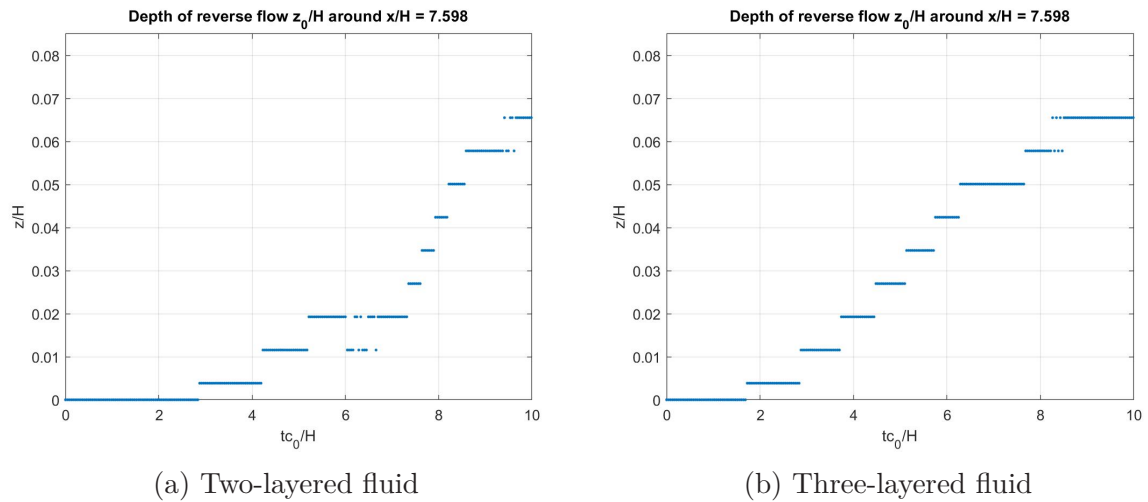 Depth of reverse flow z0/H around x/H = 7.598
z/H
0.08
0.07
0.06
0.05
0.04
0.03
0.02
0.01
0
0 2 4 6 8 10
tc0/H
(a) Two-layered fluid
Depth of reverse flow z0/H around x/H = 7.598
z/H
0.08
0.07
0.06
0.05
0.04
0.03
0.02
0.01
0
0 2 4 6 8 10
tc0/H
(b) Three-layered fluid